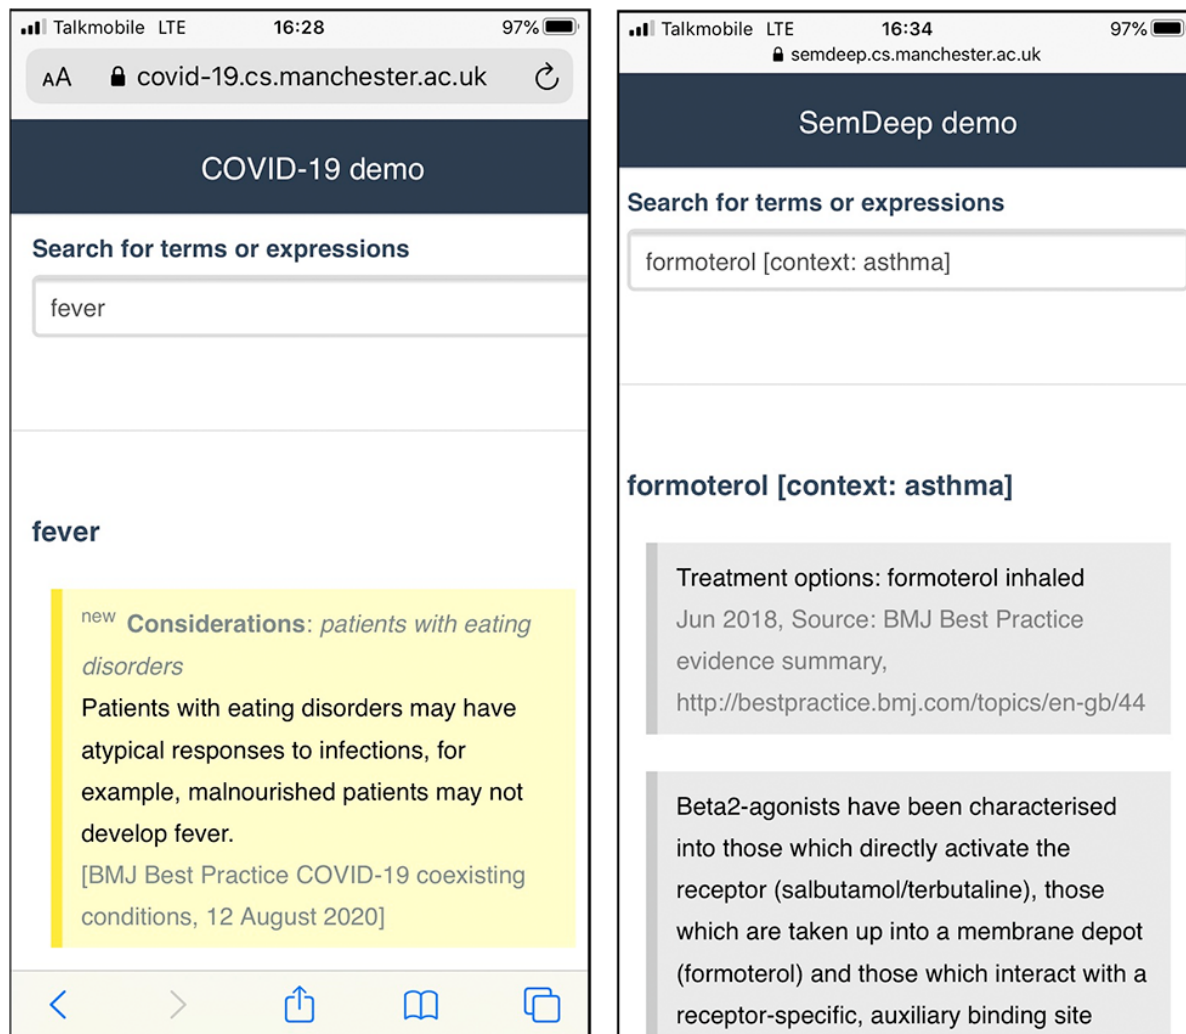 Talkmobile LTE 16:28 97%
AA covid-19.cs.manchester.ac.uk
COVID-19 demo
Search for terms or expressions
fever
fever
new Considerations: patients with eating
disorders
Patients with eating disorders may have
atypical responses to infections, for
example, malnourished patients may not
develop fever.
[BMJ Best Practice COVID-19 coexisting
conditions, 12 August 2020]
Talkmobile LTE 16:34 97%
semdeep.cs.manchester.ac.uk
SemDeep demo
Search for terms or expressions
formoterol [context: asthma]
formoterol [context: asthma]
Treatment options: formoterol inhaled
Jun 2018, Source: BMJ Best Practice
evidence summary,
http://bestpractice.bmj.com/topics/en-gb/44
Beta2-agonists have been characterised
into those which directly activate the
receptor (salbutamol/terbutaline), those
which are taken up into a membrane depot
(formoterol) and those which interact with a
receptor-specific, auxiliary binding site